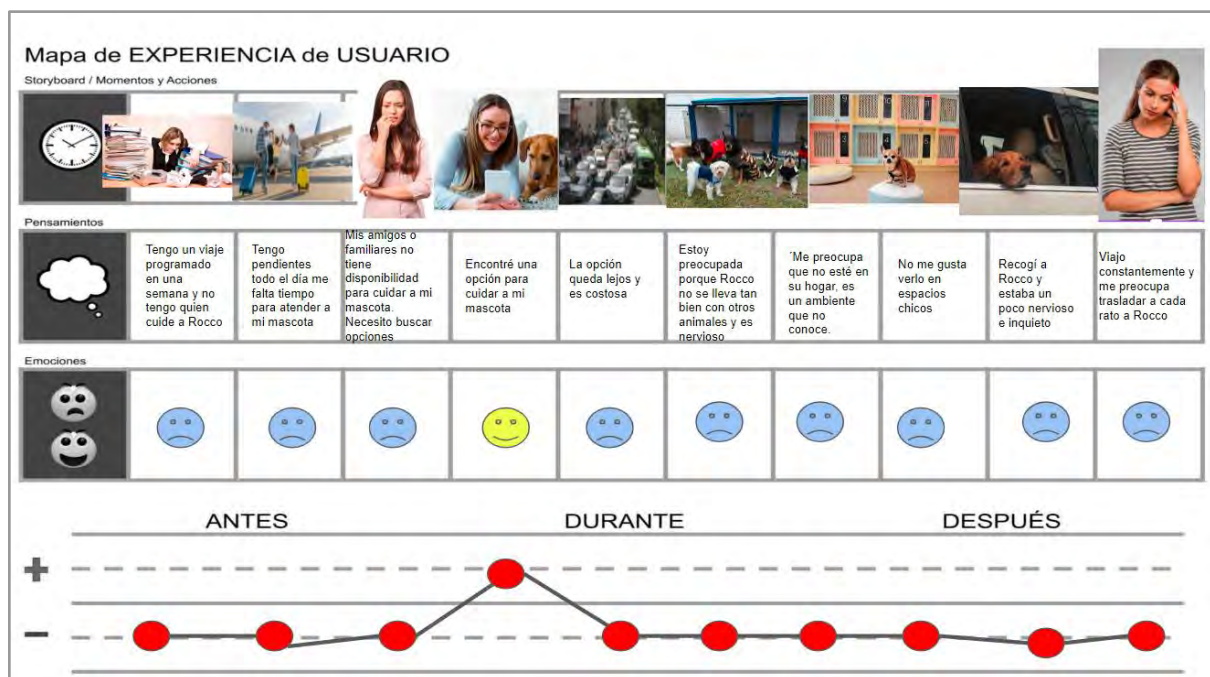 Mapa de EXPERIENCIA de USUARIO
Storyboard / Momentos y Acciones
Pensamientos
Tengo un viaje
programado
en una
semana y no
tengo quien
cuide a Rocco
Tengo
pendientes
todo el día me
falta tiempo
para atender a
mi mascota
Mis amigos o
familiares no
tiene
disponibilidad
para cuidar a mi
mascota.
Necesito buscar
opciones
Encontré una
opción para
cuidar a mi
mascota
La opción
queda lejos y
es costosa
Estoy
preocupada
porque Rocco
no se lleva tan
bien con otros
animales y es
nervioso
´Me preocupa
que no esté en
su hogar, es
un ambiente
que no
conoce.
No me gusta
verlo en
espacios
chicos
Recogí a
Rocco y
estaba un
poco nervioso
e inquieto
Viajo
constantemente y
me preocupa
trasladar a cada
rato a Rocco
Emociones
ANTES
DURANTE
DESPUÉS
+
−